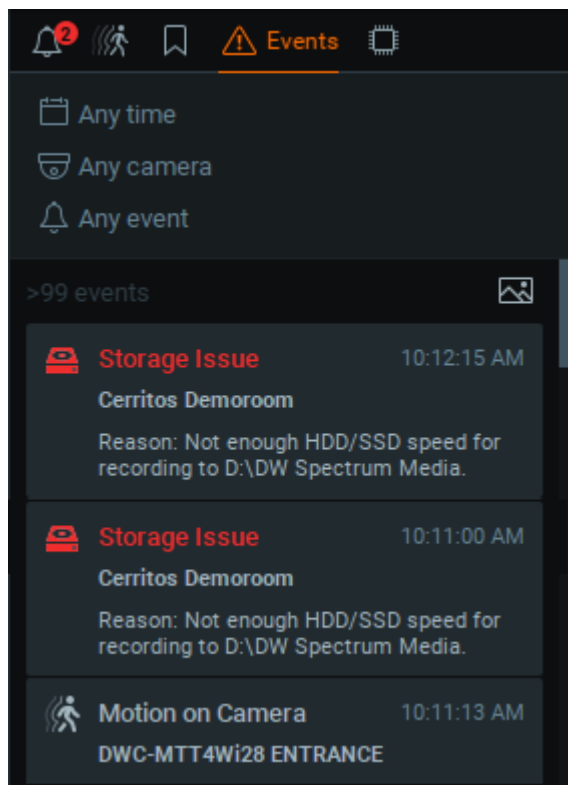 2
Events
Any time
Any camera
Any event
>99 events
Storage Issue 10:12:15 AM
Cerritos Demoroom
Reason: Not enough HDD/SSD speed for
recording to D:\DW Spectrum Media.
Storage Issue 10:11:00 AM
Cerritos Demoroom
Reason: Not enough HDD/SSD speed for
recording to D:\DW Spectrum Media.
Motion on Camera 10:11:13 AM
DWC-MTT4Wi28 ENTRANCE